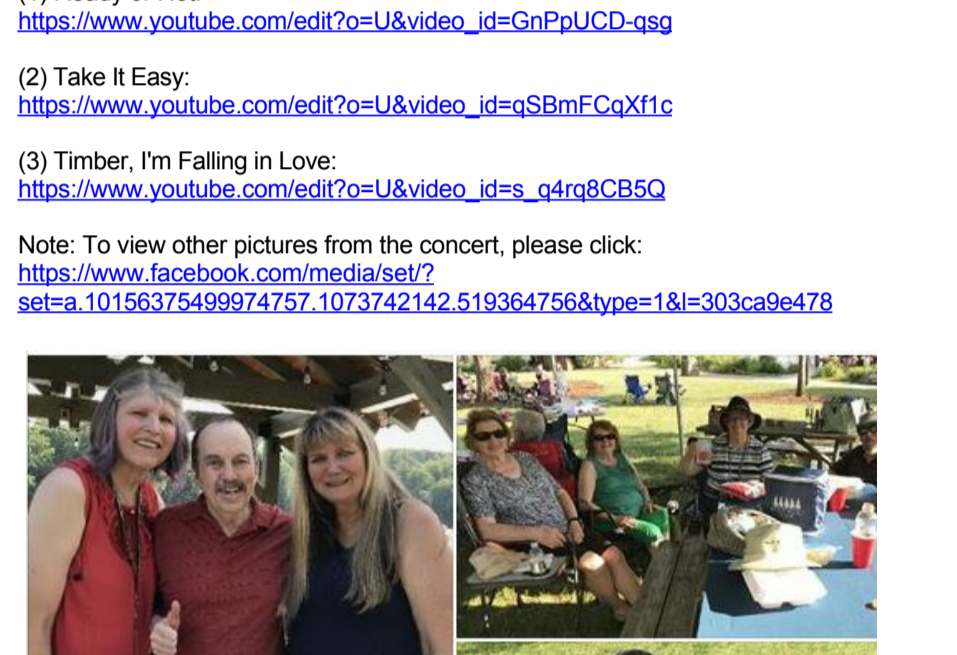 https://www.youtube.com/edit?o=U&video_id=GnPpUCD-qsg
(2) Take It Easy:
https://www.youtube.com/edit?o=U&video_id=qSBmFCqXf1c
(3) Timber, I'm Falling in Love:
https://www.youtube.com/edit?o=U&video_id=s_q4rq8CB5Q
Note: To view other pictures from the concert, please click:
https://www.facebook.com/media/set/?
set=a.10156375499974757.1073742142.519364756&type=1&l=303ca9e478